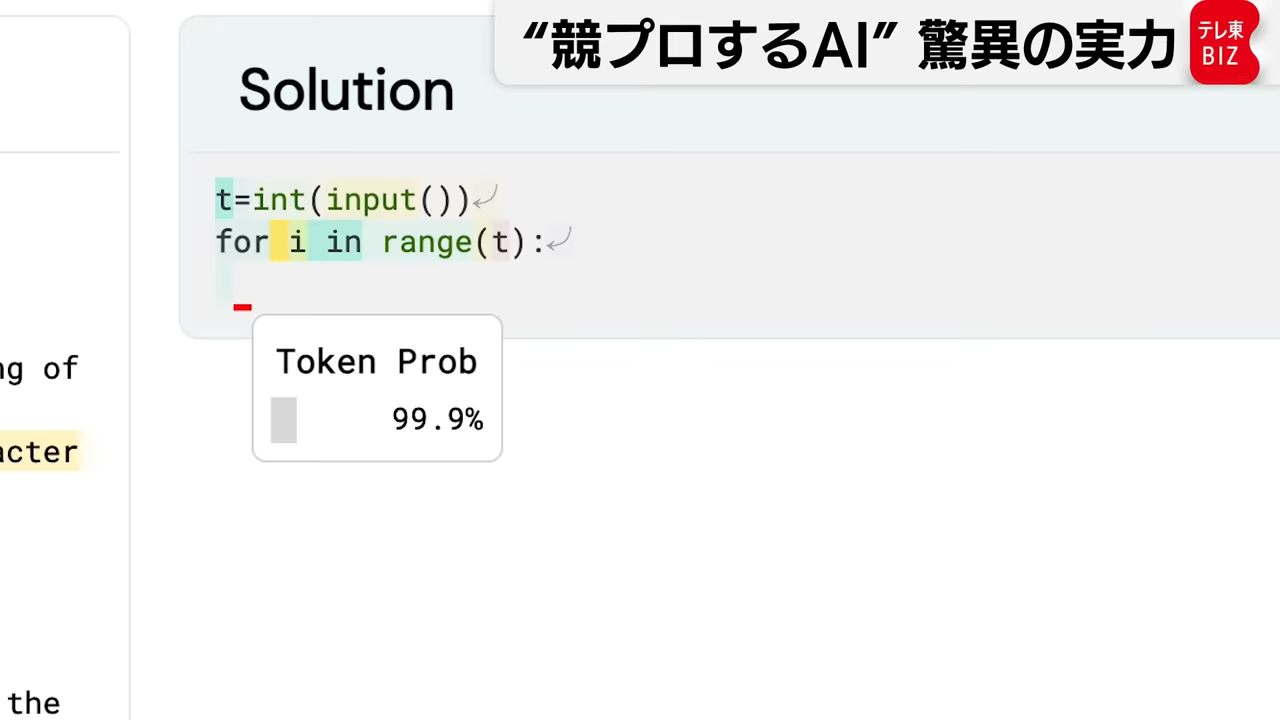 “競プロするAI” 驚異の実力
テレ東
BIZ
Solution
t=int(input())
for i in range(t):
Token Prob
99.9%
ng of
acter
the